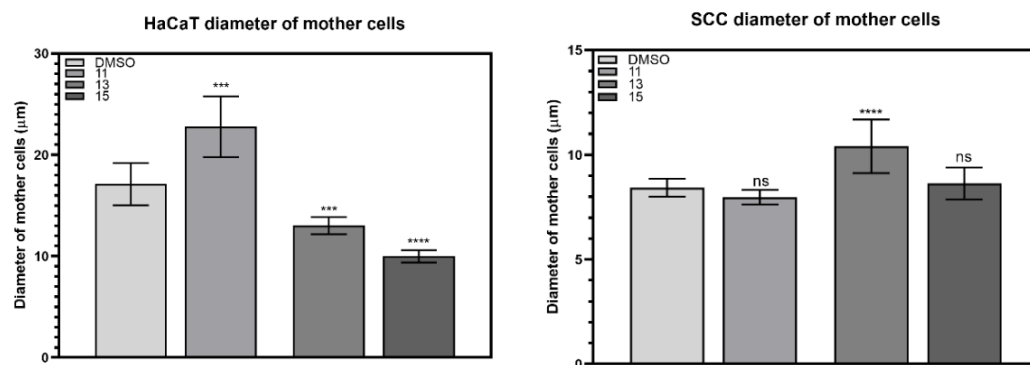 HaCaT diameter of mother cells
Diameter of mother cells (μm)
30
20
10
0
DMSO
11
13
15
***
***
****
SCC diameter of mother cells
Diameter of mother cells (μm)
15
10
5
0
DMSO
11
13
15
ns
****
ns